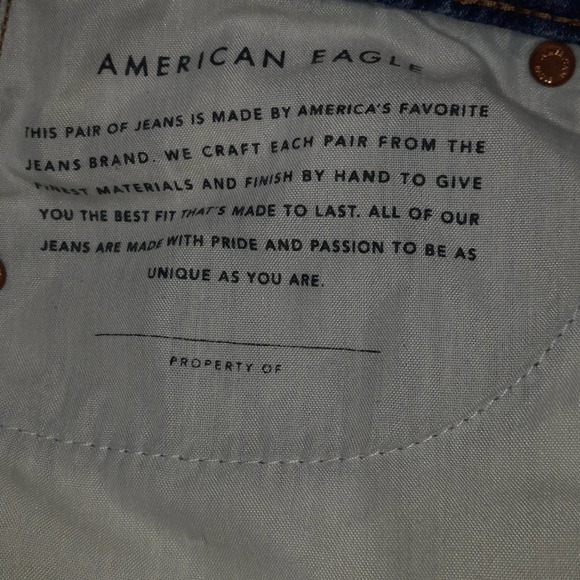 AMERICAN EAGLE
THIS PAIR OF JEANS IS MADE BY AMERICA'S FAVORITE
JEANS BRAND. WE CRAFT EACH PAIR FROM THE
FINEST MATERIALS AND FINISH BY HAND TO GIVE
YOU THE BEST FIT THAT'S MADE TO LAST. ALL OF OUR
JEANS ARE MADE WITH PRIDE AND PASSION TO BE AS
UNIQUE AS YOU ARE.
PROPERTY OF